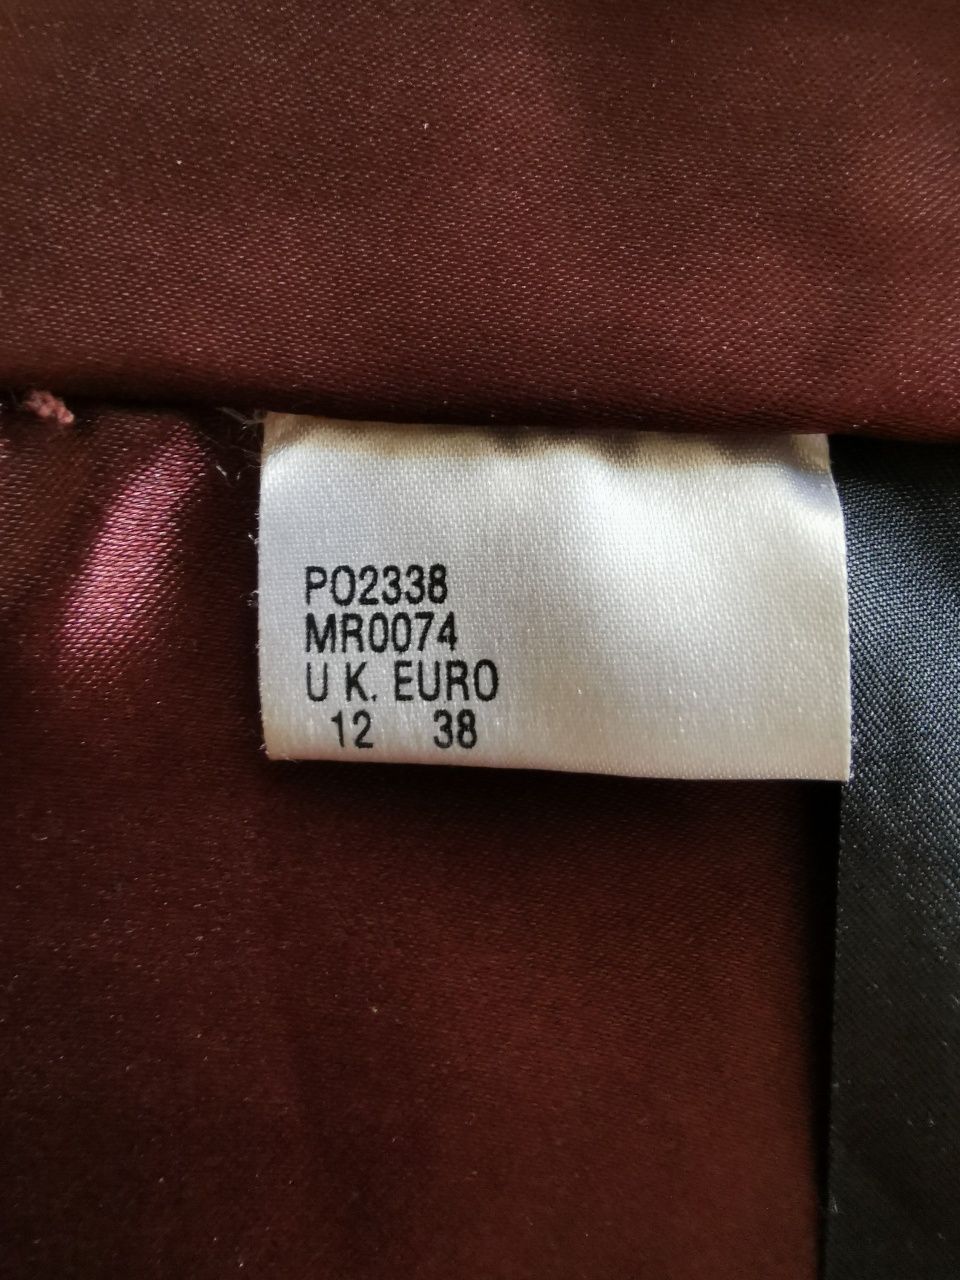 PO2338
MR0074
U K. EURO
12 38